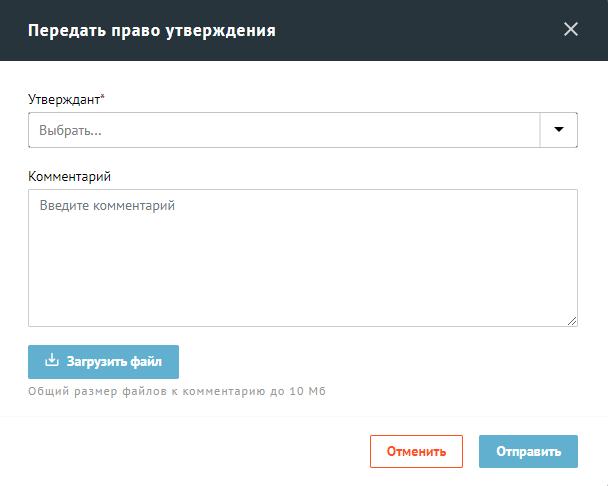 Передать право утверждения
Утверждант*
Выбрать...
Комментарий
Введите комментарий
Загрузить файл
Общий размер файлов к комментарию до 10 Мб
Отменить
Отправить